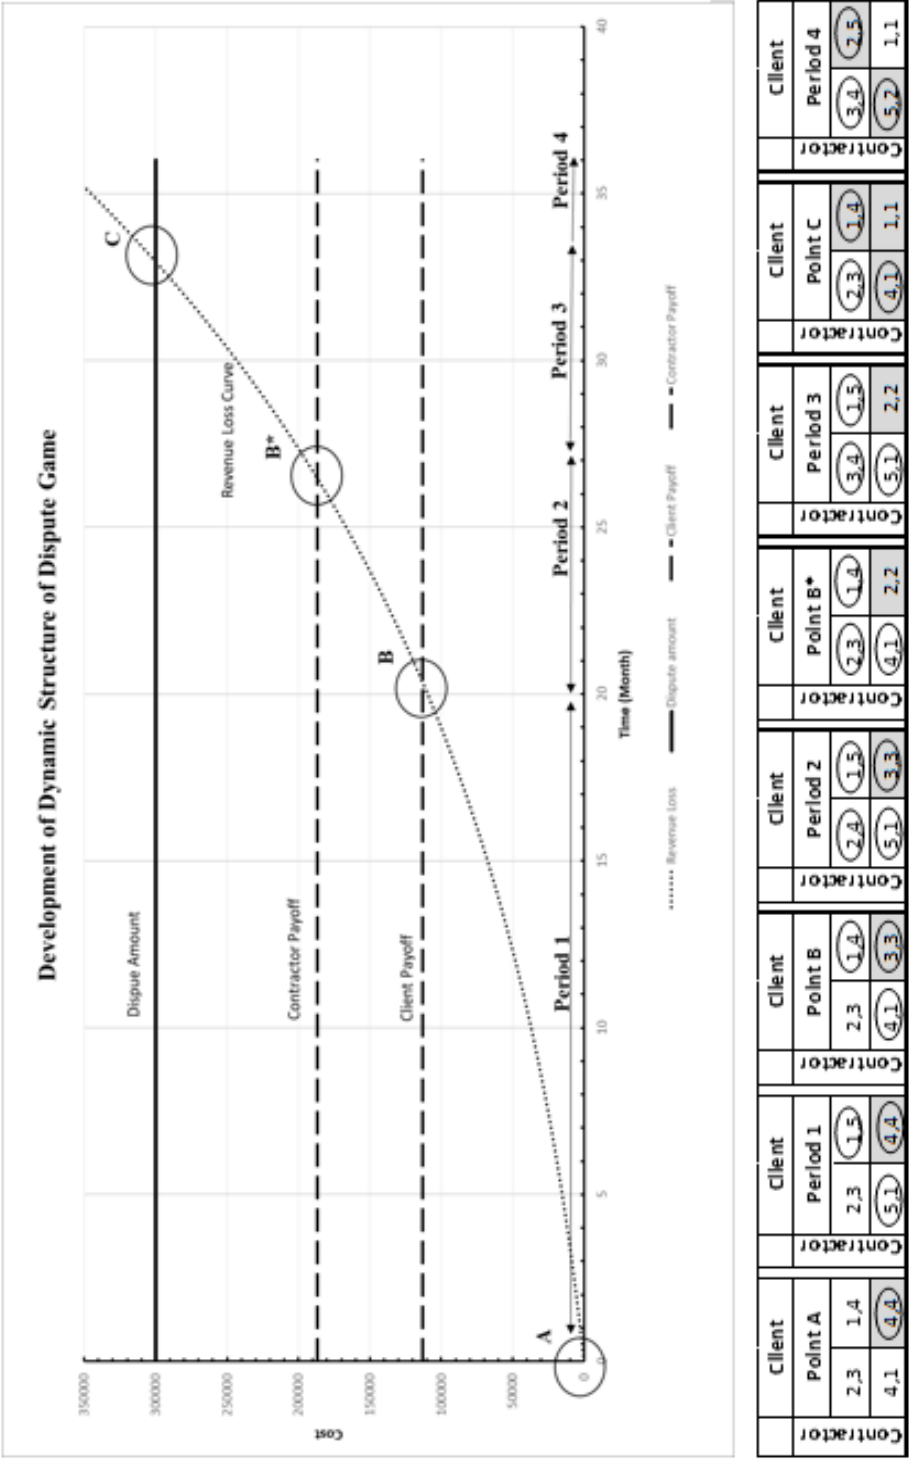 Development of Dynamic Structure of Dispute Game
350000
300000
250000
200000
150000
100000
50000
0
Cost
Dispue Amount
Contractor Payoff
Client Payoff
Revenue Loss Curve
A
B
B*
C
Period 1
Period 2
Period 3
Period 4
0
5
10
15
20
25
30
35
40
Time (Month)
Revenue Loss
Dispute amount
Client Payoff
Contractor Payoff
Client
Point A
Contractor
2,3 1,4
4,1 4,4
Client
Period 1
Contractor
2,3 1,5
5,1 4,4
Client
Point B
Contractor
2,3 1,4
4,1 3,3
Client
Period 2
Contractor
2,4 1,5
5,1 3,3
Client
Point B*
Contractor
2,3 1,4
4,1 2,2
Client
Period 3
Contractor
3,4 1,5
5,1 2,2
Client
Point C
Contractor
2,3 1,4
4,1 1,1
Client
Period 4
Contractor
3,4 2,5
5,2 1,1